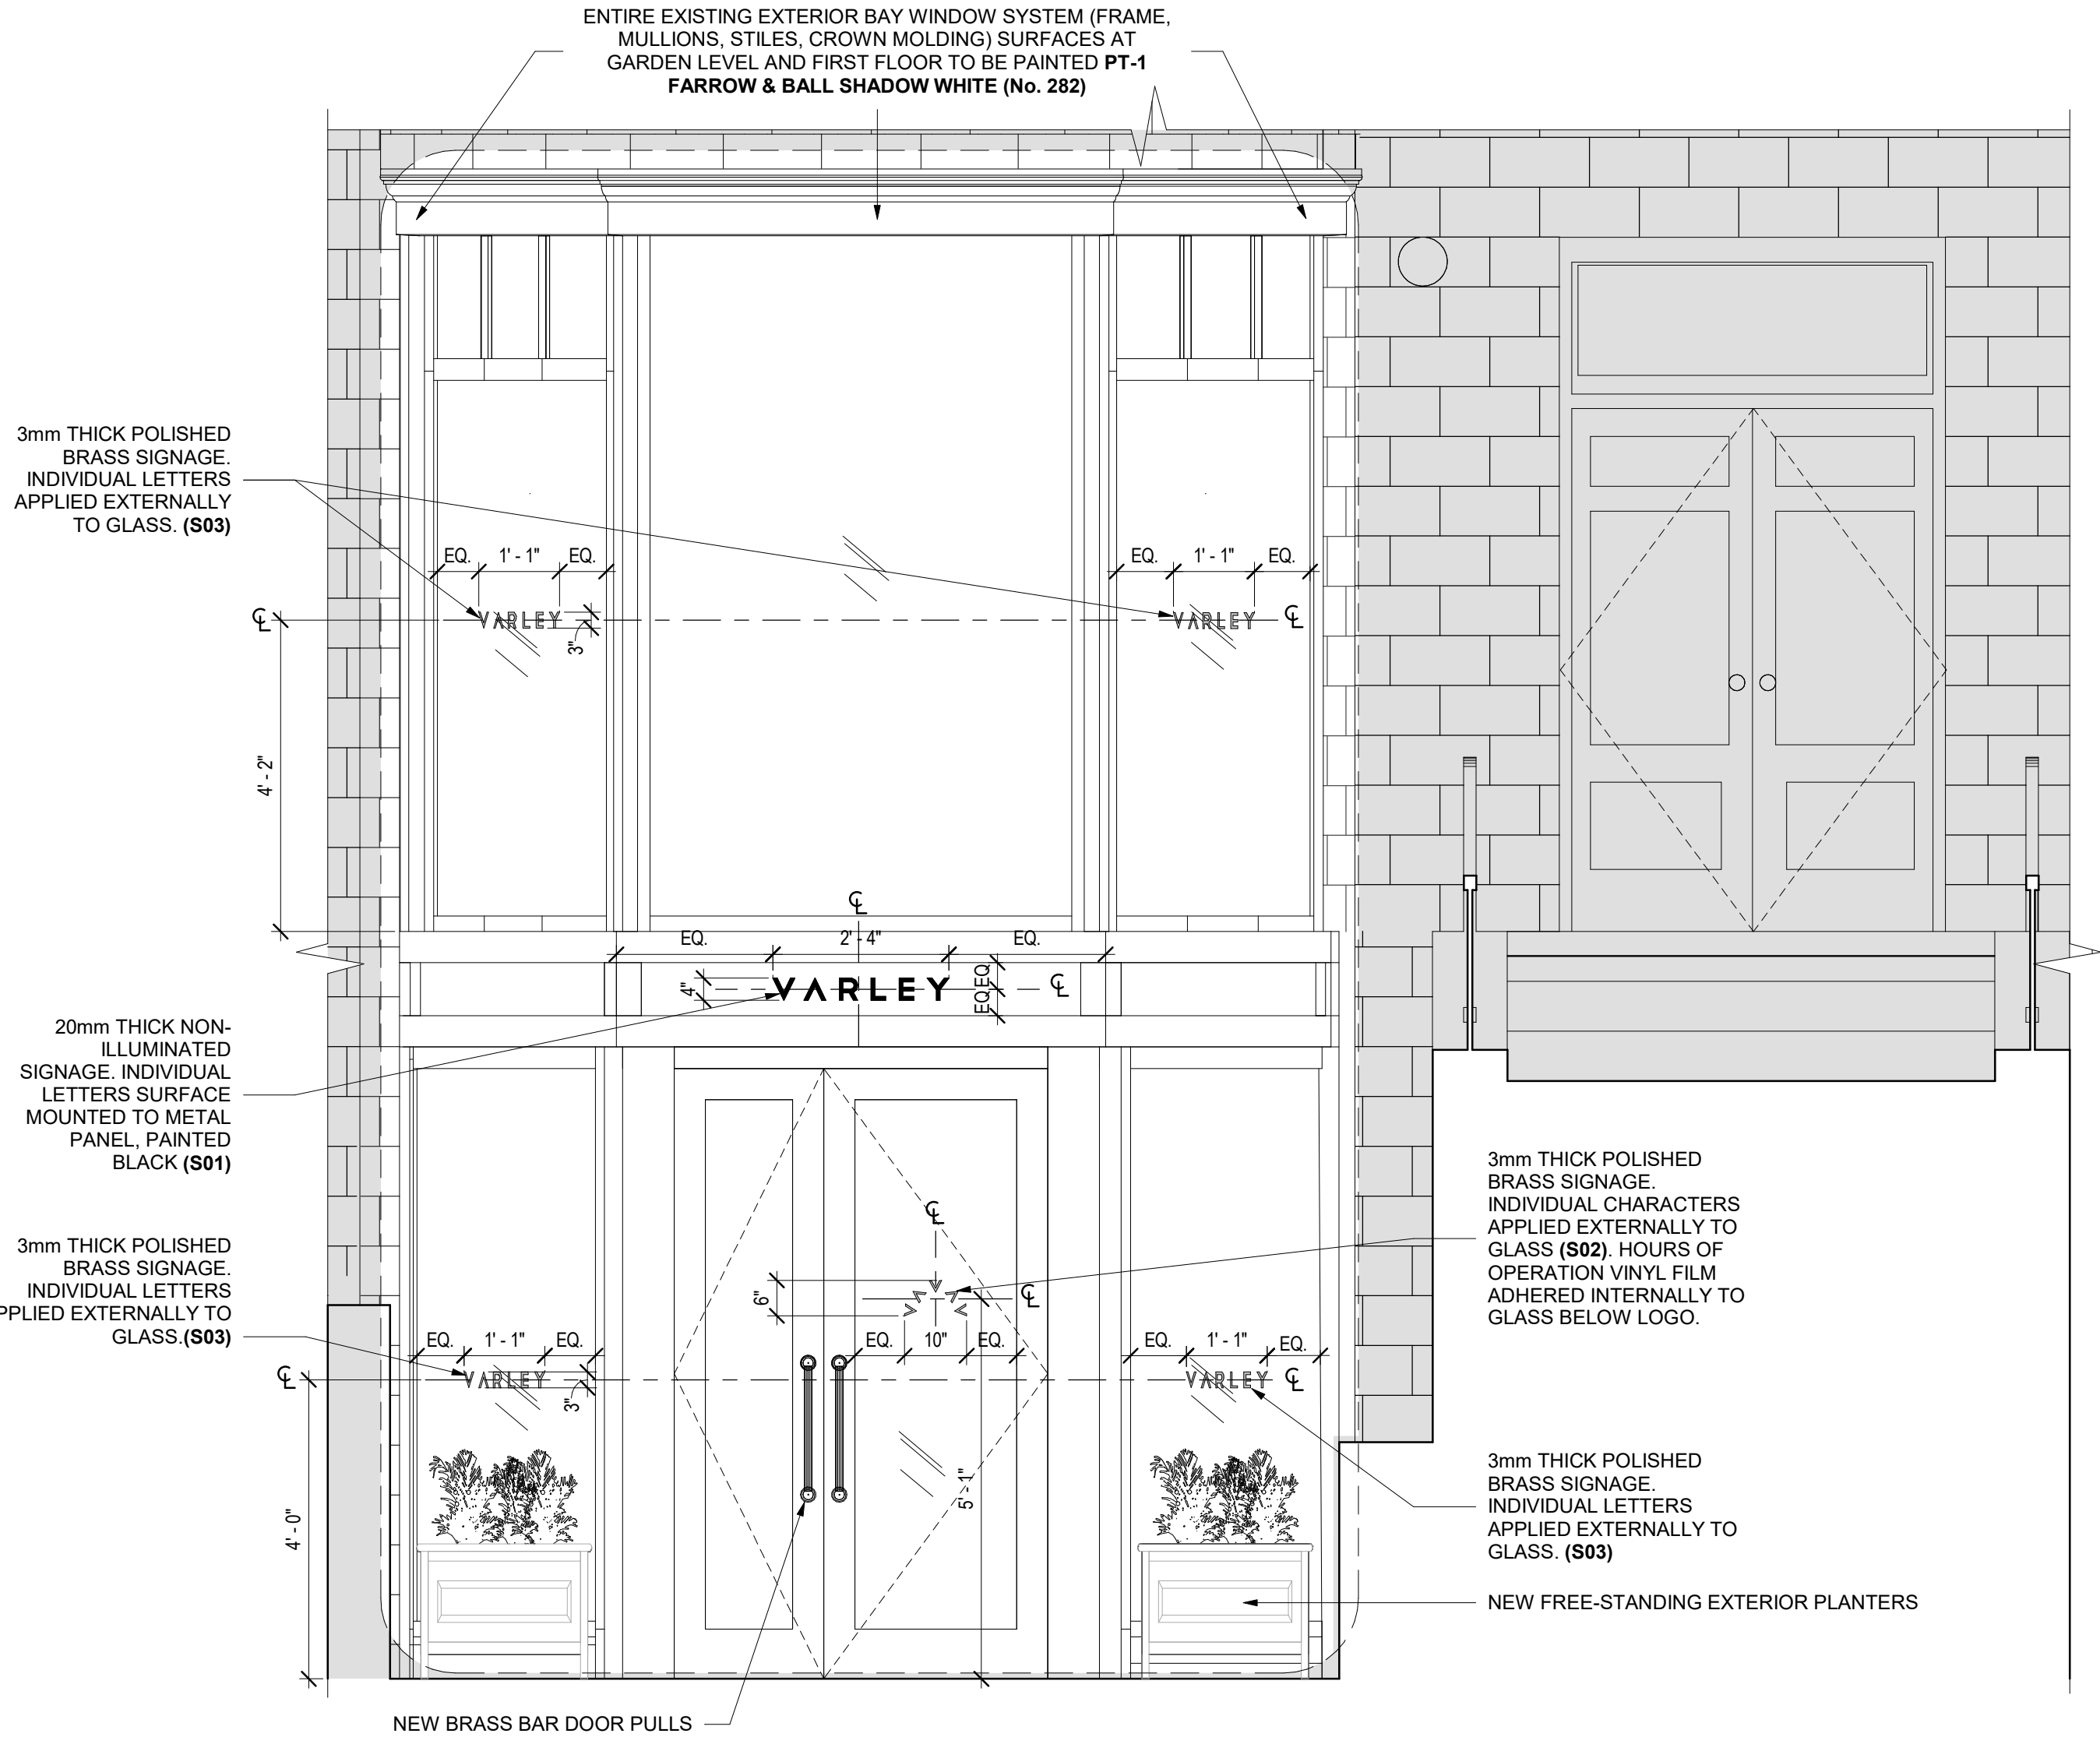 ENTIRE EXISTING EXTERIOR BAY WINDOW SYSTEM (FRAME,
MULLIONS, STILES, CROWN MOLDING) SURFACES AT
GARDEN LEVEL AND FIRST FLOOR TO BE PAINTED PT-1
FARROW & BALL SHADOW WHITE (No. 282)
3mm THICK POLISHED
BRASS SIGNAGE.
INDIVIDUAL LETTERS
APPLIED EXTERNALLY
TO GLASS. (S03)
EQ. 1' - 1" EQ.
EQ. 1' - 1" EQ.
℄ VARLEY
3"
VARLEY ℄
4' - 2"
℄
EQ. 2' - 4" EQ.
4" VARLEY EQ EQ ℄
20mm THICK NON-
ILLUMINATED
SIGNAGE. INDIVIDUAL
LETTERS SURFACE
MOUNTED TO METAL
PANEL, PAINTED
BLACK (S01)
3mm THICK POLISHED
BRASS SIGNAGE.
INDIVIDUAL CHARACTERS
APPLIED EXTERNALLY TO
GLASS (S02). HOURS OF
OPERATION VINYL FILM
ADHERED INTERNALLY TO
GLASS BELOW LOGO.
3mm THICK POLISHED
BRASS SIGNAGE.
INDIVIDUAL LETTERS
PPLIED EXTERNALLY TO
GLASS.(S03)
℄
6" ℄
EQ. 1' - 1" EQ.
EQ. 10" EQ.
EQ. 1' - 1" EQ.
℄ VARLEY
3"
VARLEY ℄
4' - 0"
5' - 1"
3mm THICK POLISHED
BRASS SIGNAGE.
INDIVIDUAL LETTERS
APPLIED EXTERNALLY TO
GLASS. (S03)
NEW FREE-STANDING EXTERIOR PLANTERS
NEW BRASS BAR DOOR PULLS